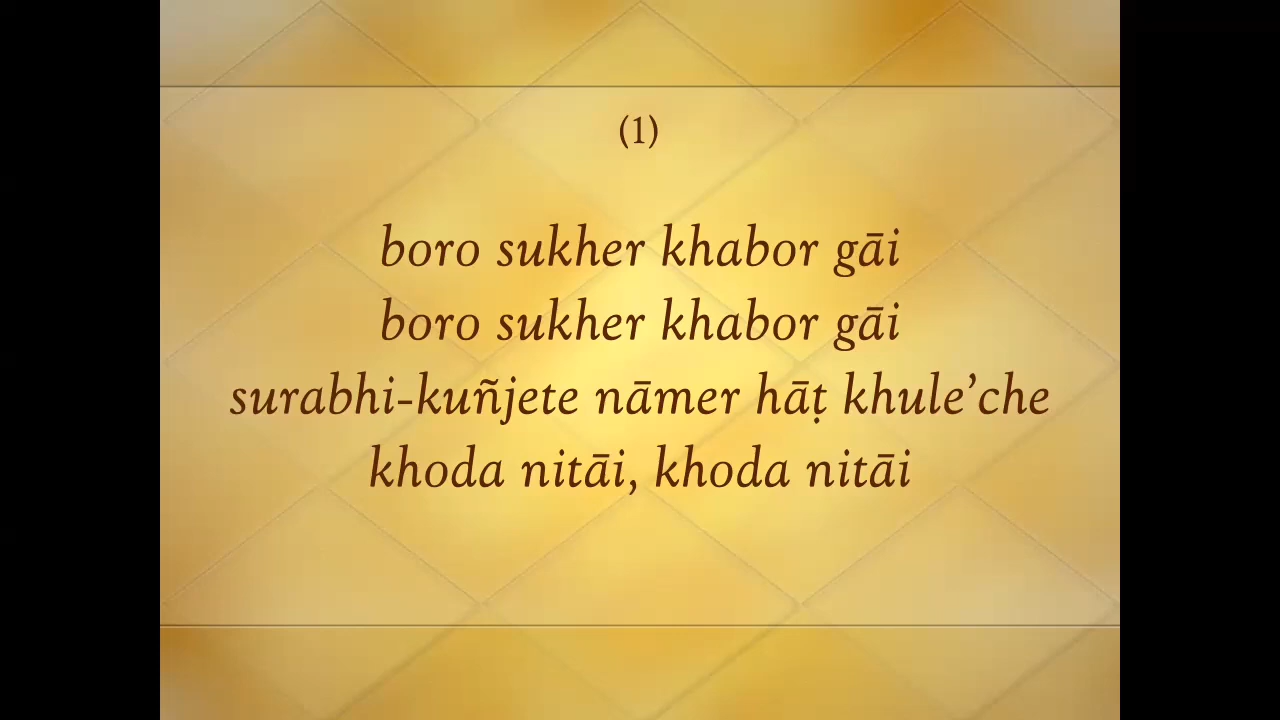 (1)
boro sukher khabor gāi
boro sukher khabor gāi
surabhi-kuñjete nāmer hāṭ khule’che
khoda nitāi, khoda nitāi